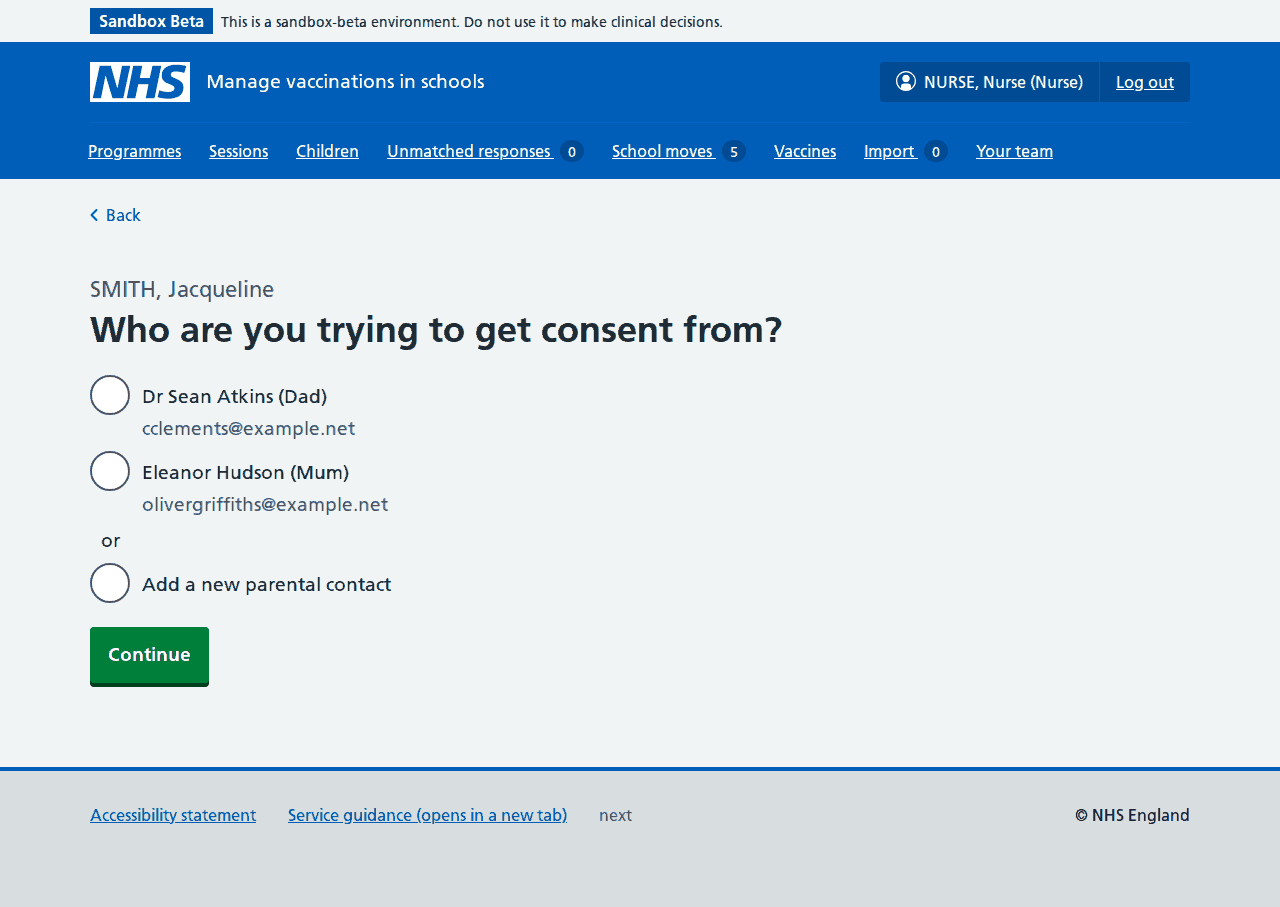 Sandbox Beta This is a sandbox-beta environment. Do not use it to make clinical decisions.
NHS Manage vaccinations in schools NURSE, Nurse (Nurse) Log out
Programmes Sessions Children Unmatched responses 0 School moves 5 Vaccines Import 0 Your team
Back
SMITH, Jacqueline
Who are you trying to get consent from?
Dr Sean Atkins (Dad)
cclements@example.net
Eleanor Hudson (Mum)
olivergriffiths@example.net
or
Add a new parental contact
Continue
Accessibility statement Service guidance (opens in a new tab) next © NHS England